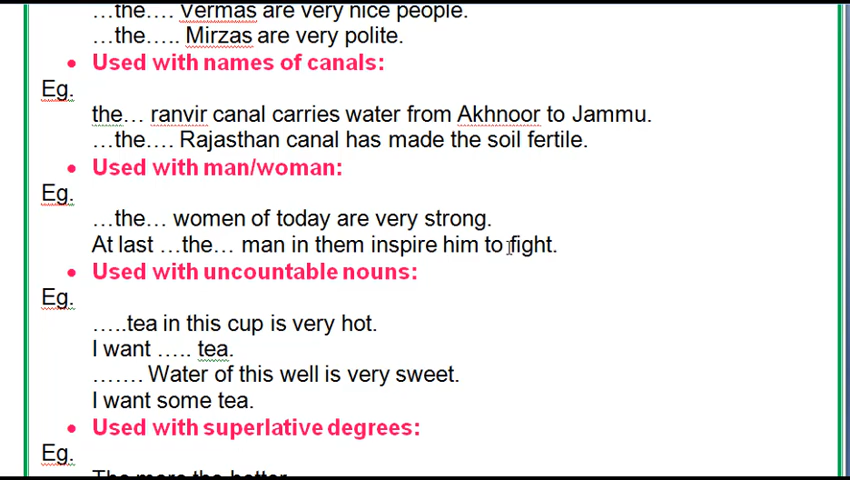 …the…. Vermas are very nice people.
…the….. Mirzas are very polite.
• Used with names of canals:
Eg.
the… ranvir canal carries water from Akhnoor to Jammu.
…the…. Rajasthan canal has made the soil fertile.
• Used with man/woman:
Eg.
…the… women of today are very strong.
At last …the… man in them inspire him to fight.
• Used with uncountable nouns:
Eg.
…..tea in this cup is very hot.
I want ….. tea.
……. Water of this well is very sweet.
I want some tea.
• Used with superlative degrees:
Eg.
The more the better